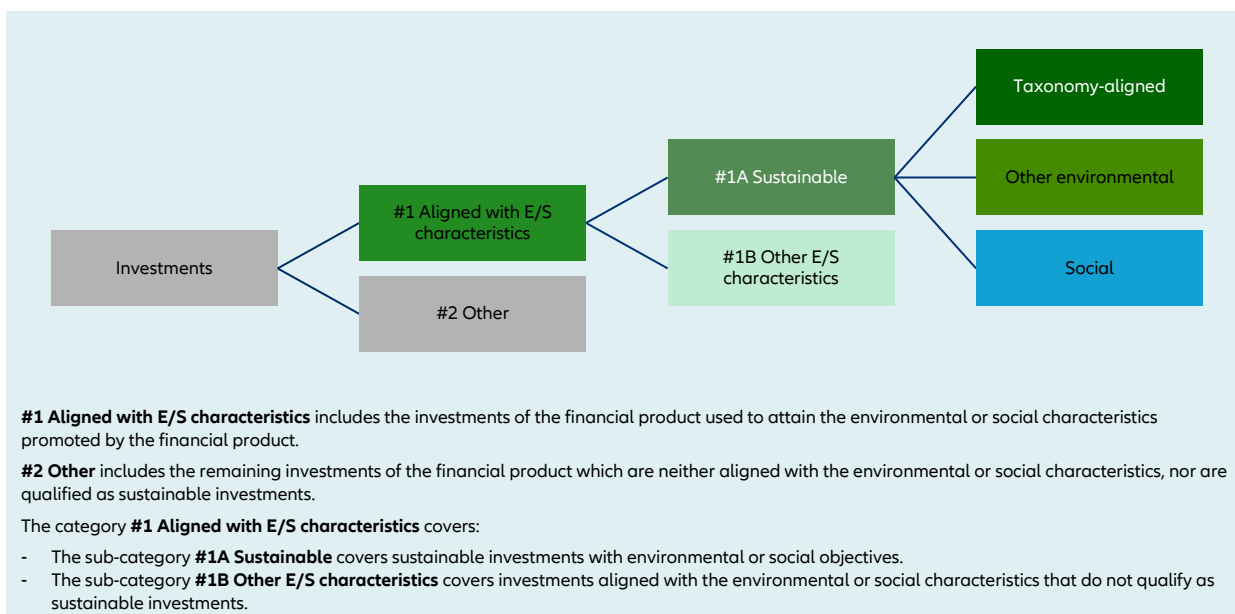 Taxonomy-aligned
#1A Sustainable
Other environmental
#1 Aligned with E/S
characteristics
Investments
#1B Other E/S
characteristics
Social
#2 Other
#1 Aligned with E/S characteristics includes the investments of the financial product used to attain the environmental or social characteristics
promoted by the financial product.
#2 Other includes the remaining investments of the financial product which are neither aligned with the environmental or social characteristics, nor are
qualified as sustainable investments.
The category #1 Aligned with E/S characteristics covers:
- The sub-category #1A Sustainable covers sustainable investments with environmental or social objectives.
- The sub-category #1B Other E/S characteristics covers investments aligned with the environmental or social characteristics that do not qualify as
sustainable investments.